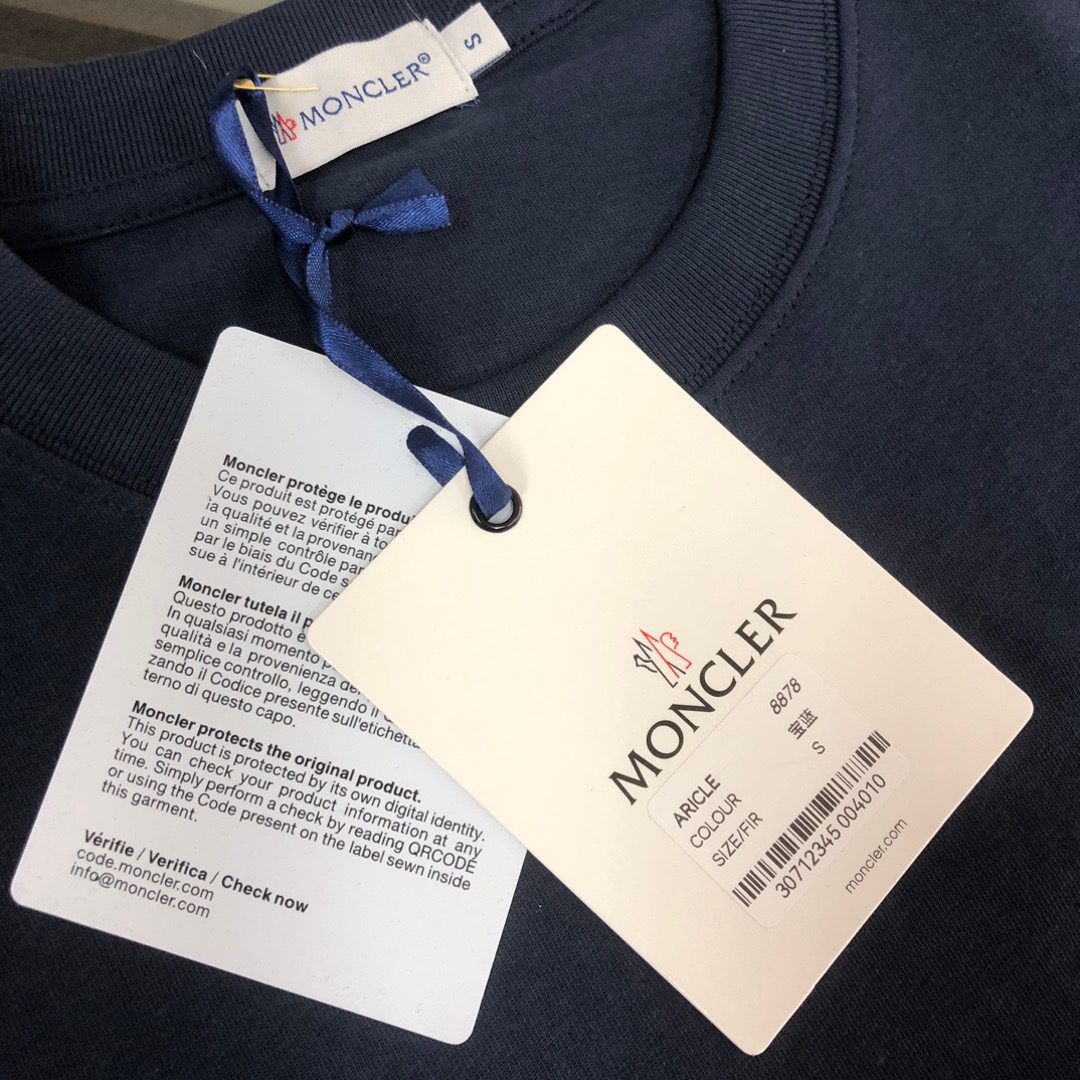 MONCLER®
S
Moncler protège le produi
Ce produit est protégé par
Vous pouvez vérifier à to
la qualité et la provenan
un simple contrôle par
par le biais du Code s
sue à l'intérieur de ce
Moncler tutela il p
Questo prodotto è
In qualsiasi momento p
qualità e la provenienza de
semplice controllo, leggendo il
zando il Codice presente sull'etichetta
terno di questo capo.
Moncler protects the original product.
This product is protected by its own digital identity.
You can check your product information at any
time. Simply perform a check by reading QRCODE
or using the Code present on the label sewn inside
this garment.
Vérifie / Verifica / Check now
code.moncler.com
info@moncler.com
MONCLER
ARICLE 8878
COLOUR 宝蓝
SIZE/FIR S
30712345 004010
moncler.com